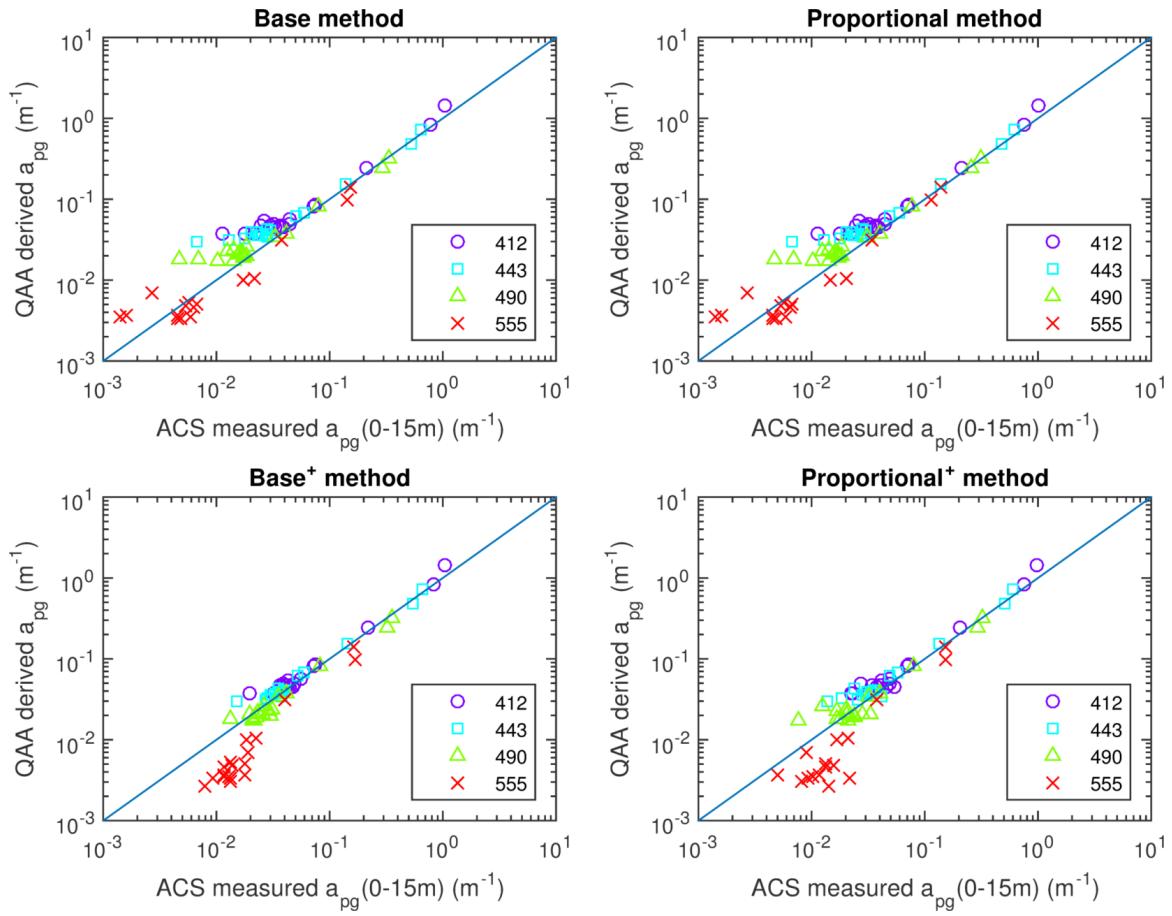 Base method
QAA derived a_pg (m^-1)
10^1
10^0
10^-1
10^-2
10^-3
412
443
490
555
10^-3 10^-2 10^-1 10^0 10^1
ACS measured a_pg(0-15m) (m^-1)
Proportional method
QAA derived a_pg (m^-1)
10^1
10^0
10^-1
10^-2
10^-3
412
443
490
555
10^-3 10^-2 10^-1 10^0 10^1
ACS measured a_pg(0-15m) (m^-1)
Base^+ method
QAA derived a_pg (m^-1)
10^1
10^0
10^-1
10^-2
10^-3
412
443
490
555
10^-3 10^-2 10^-1 10^0 10^1
ACS measured a_pg(0-15m) (m^-1)
Proportional^+ method
QAA derived a_pg (m^-1)
10^1
10^0
10^-1
10^-2
10^-3
412
443
490
555
10^-3 10^-2 10^-1 10^0 10^1
ACS measured a_pg(0-15m) (m^-1)